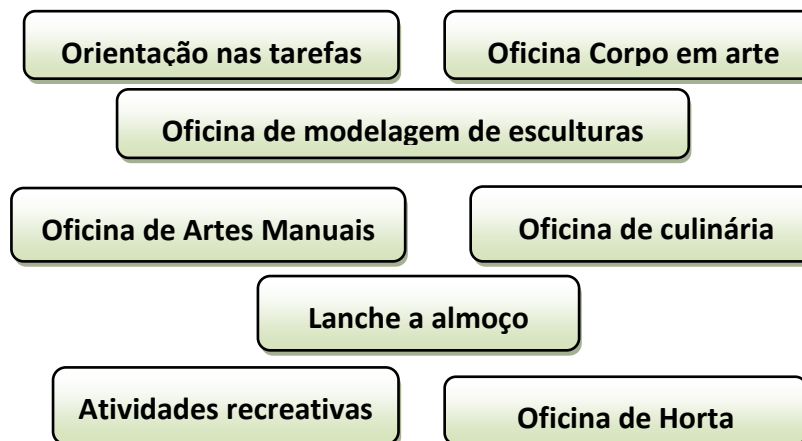 Orientação nas tarefas
Oficina Corpo em arte
Oficina de modelagem de esculturas
Oficina de Artes Manuais
Oficina de culinária
Lanche a almoço
Atividades recreativas
Oficina de Horta